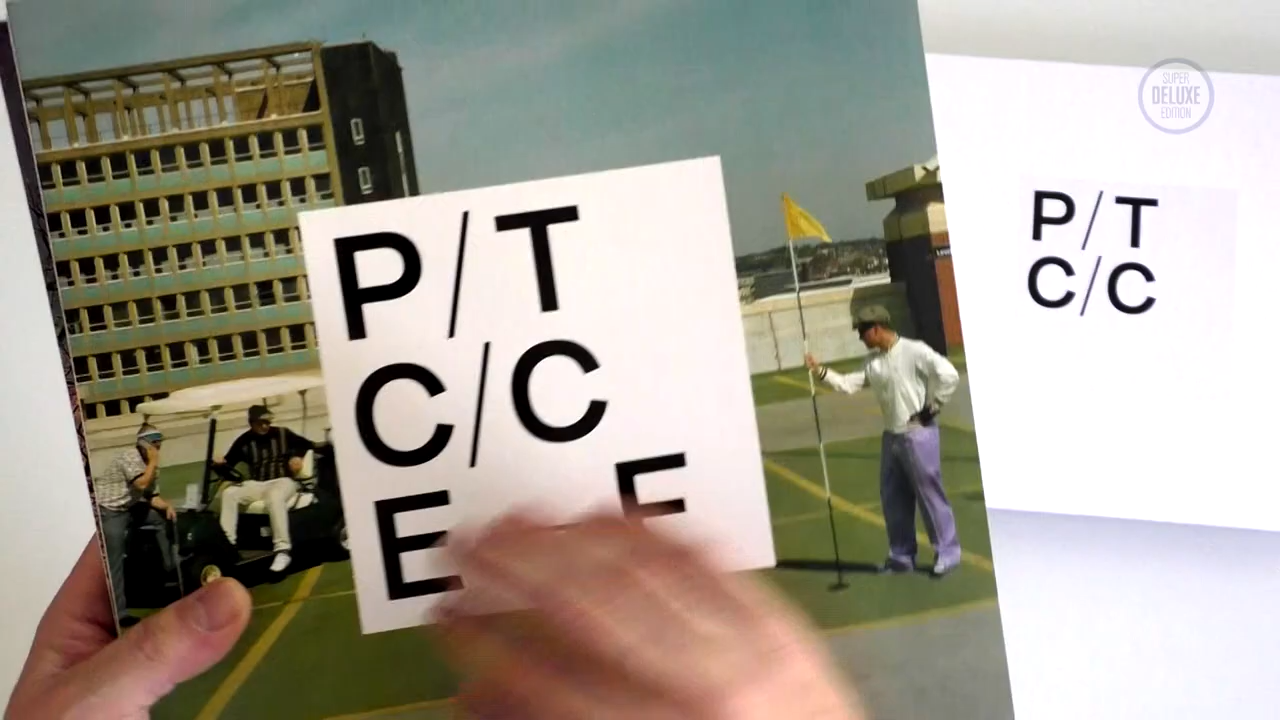 P/T
C/C
E F
P/T
C/C
SUPER
DELUXE
EDITION